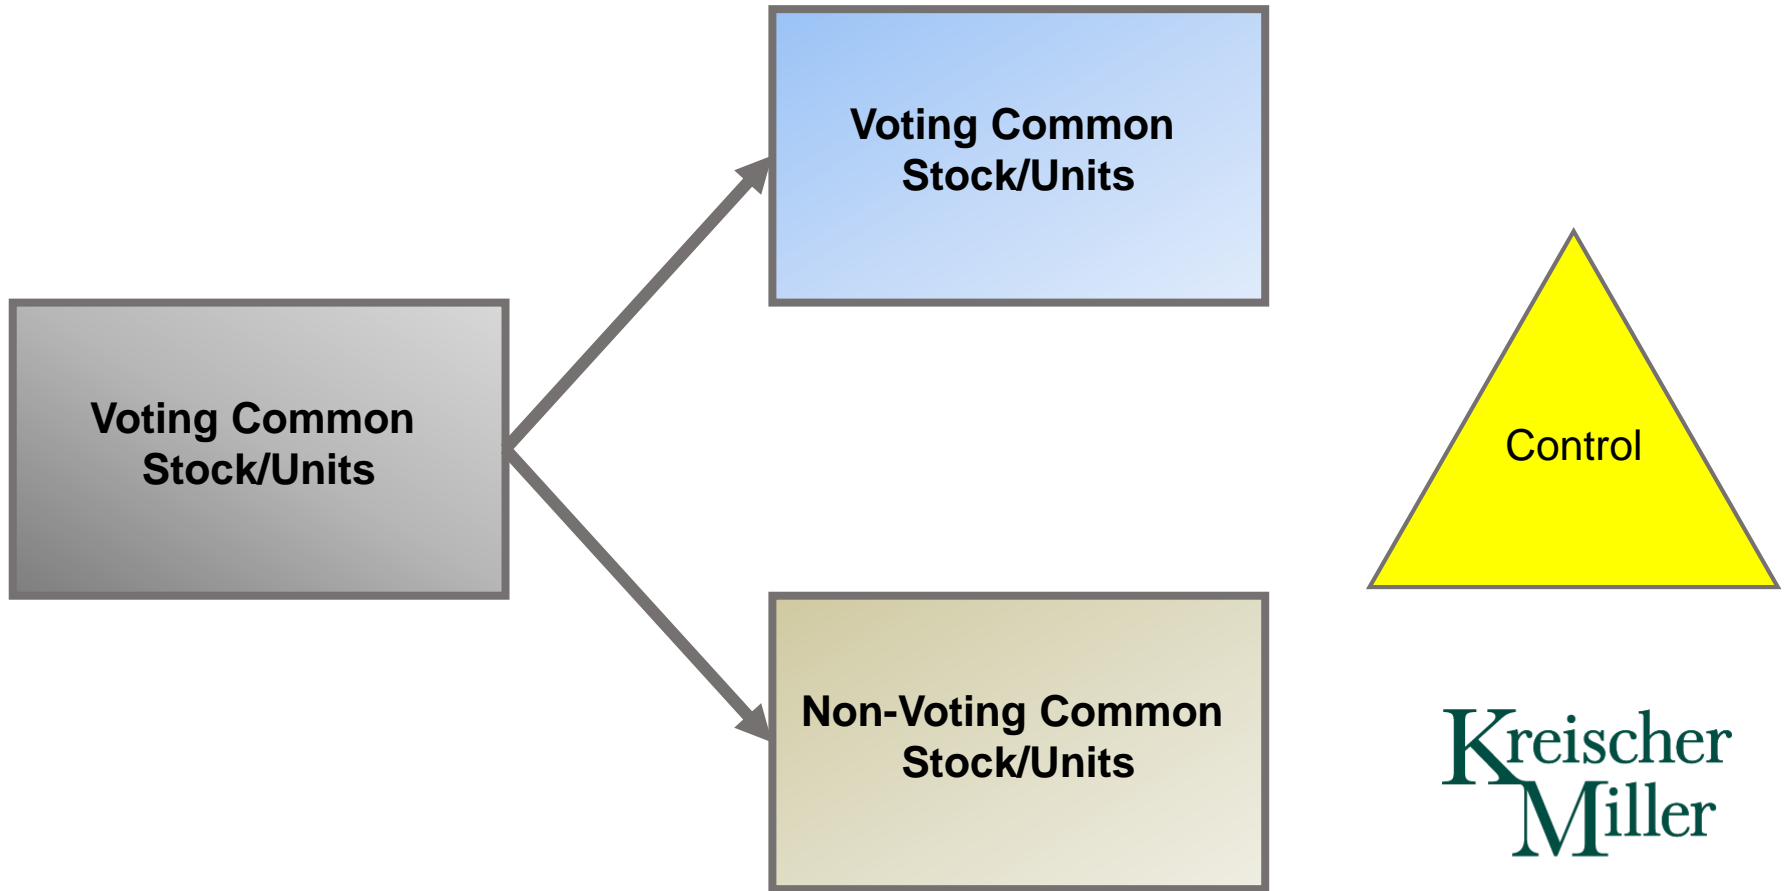 Voting Common
Stock/Units
Voting Common
Stock/Units
Non-Voting Common
Stock/Units
Control
Kreischer
Miller